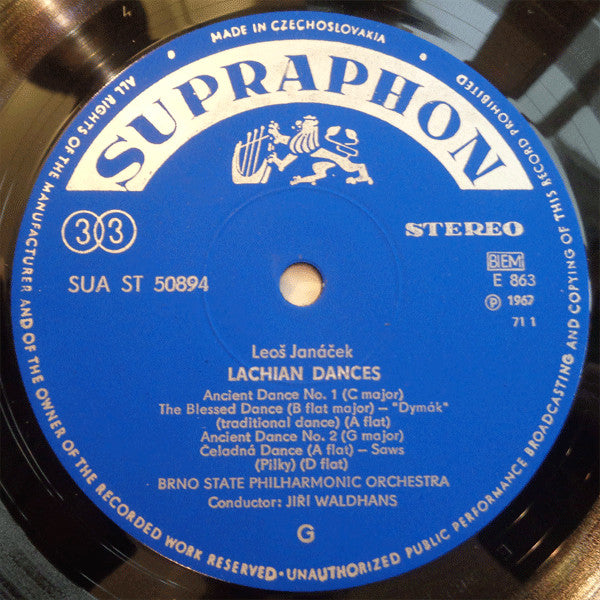 MADE IN CZECHOSLOVAKIA
SUPRAPHON
33
STEREO
SUA ST 50894
BIEM
E 863
Ⓟ 1967
71 1
Leoš Janáček
LACHIAN DANCES
Ancient Dance No. 1 (C major)
The Blessed Dance (B flat major) – "Dymák"
(traditional dance) (A flat)
Ancient Dance No. 2 (G major)
Čeladná Dance (A flat) – Saws
(Pilky) (D flat)
BRNO STATE PHILHARMONIC ORCHESTRA
Conductor: JIŘÍ WALDHANS
G
ALL RIGHTS OF THE MANUFACTURER AND OF THE OWNER OF THE RECORDED WORK RESERVED · UNAUTHORIZED PUBLIC PERFORMANCE BROADCASTING AND COPYING OF THIS RECORD PROHIBITED